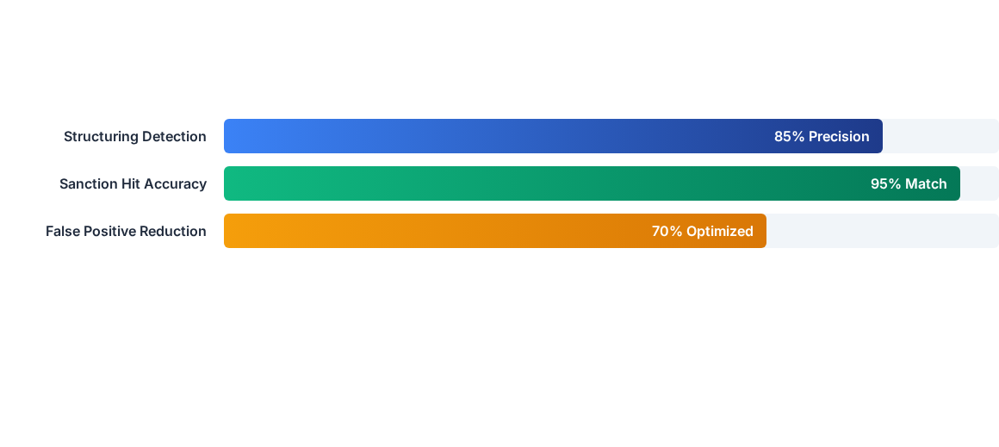 Structuring Detection 85% Precision
Sanction Hit Accuracy 95% Match
False Positive Reduction 70% Optimized